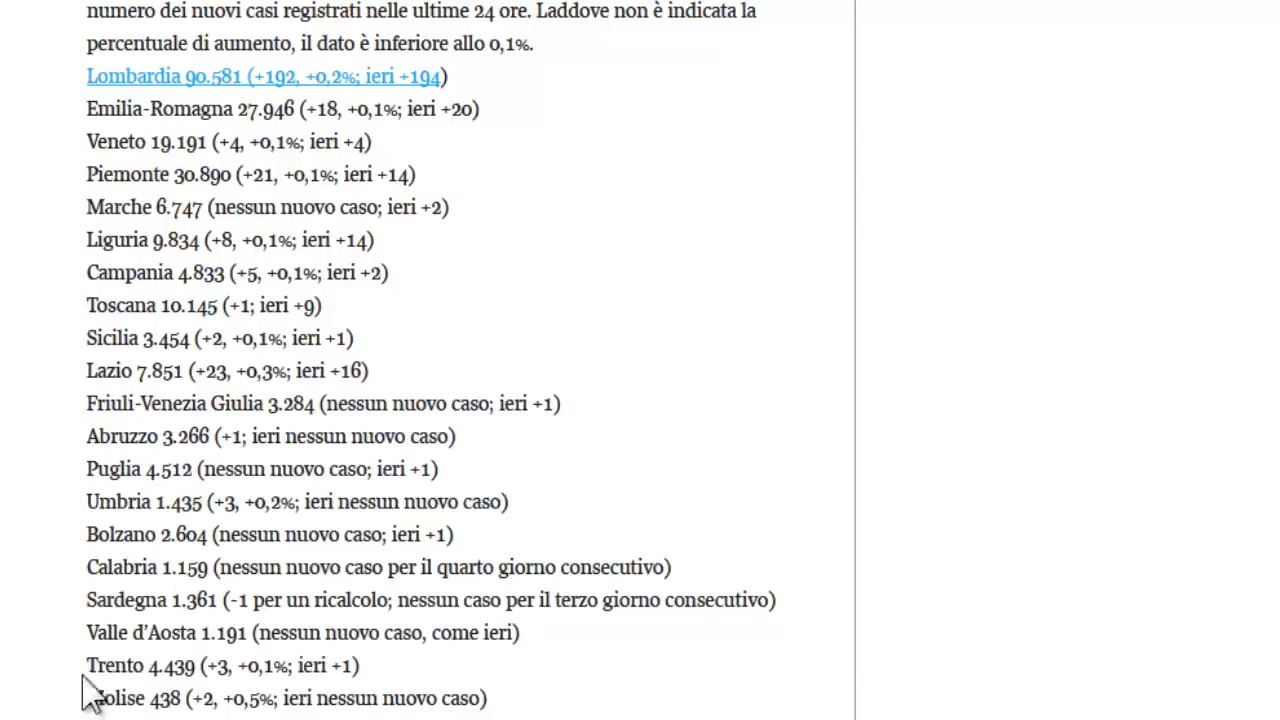 numero dei nuovi casi registrati nelle ultime 24 ore. Laddove non è indicata la
percentuale di aumento, il dato è inferiore allo 0,1%.
Lombardia 90.581 (+192, +0,2%; ieri +194)
Emilia-Romagna 27.946 (+18, +0,1%; ieri +20)
Veneto 19.191 (+4, +0,1%; ieri +4)
Piemonte 30.890 (+21, +0,1%; ieri +14)
Marche 6.747 (nessun nuovo caso; ieri +2)
Liguria 9.834 (+8, +0,1%; ieri +14)
Campania 4.833 (+5, +0,1%; ieri +2)
Toscana 10.145 (+1; ieri +9)
Sicilia 3.454 (+2, +0,1%; ieri +1)
Lazio 7.851 (+23, +0,3%; ieri +16)
Friuli-Venezia Giulia 3.284 (nessun nuovo caso; ieri +1)
Abruzzo 3.266 (+1; ieri nessun nuovo caso)
Puglia 4.512 (nessun nuovo caso; ieri +1)
Umbria 1.435 (+3, +0,2%; ieri nessun nuovo caso)
Bolzano 2.604 (nessun nuovo caso; ieri +1)
Calabria 1.159 (nessun nuovo caso per il quarto giorno consecutivo)
Sardegna 1.361 (-1 per un ricalcolo; nessun caso per il terzo giorno consecutivo)
Valle d’Aosta 1.191 (nessun nuovo caso, come ieri)
Trento 4.439 (+3, +0,1%; ieri +1)
Molise 438 (+2, +0,5%; ieri nessun nuovo caso)